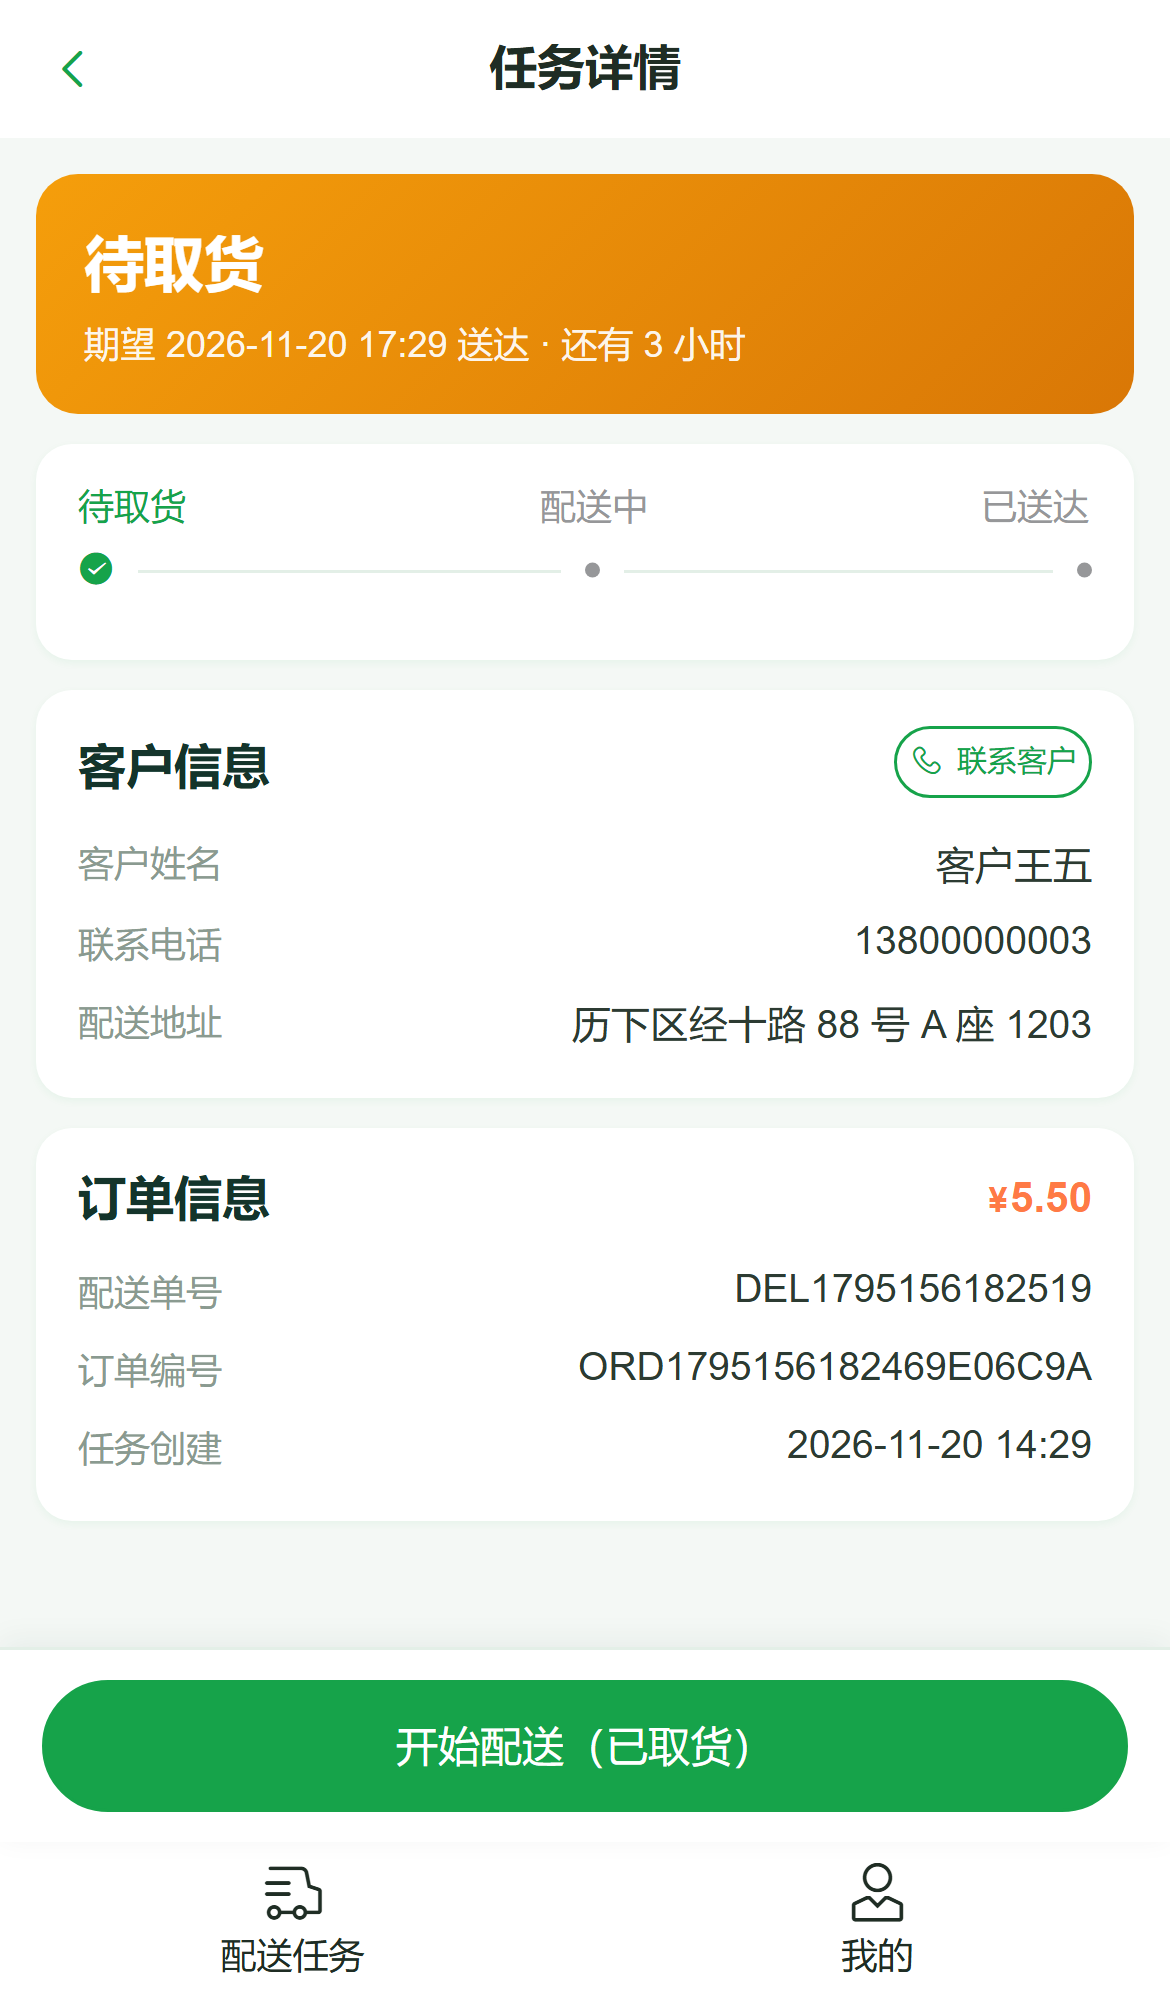 任务详情
待取货
期望 2026-11-20 17:29 送达 · 还有 3 小时
待取货 配送中 已送达
客户信息 联系客户
客户姓名 客户王五
联系电话 13800000003
配送地址 历下区经十路 88 号 A 座 1203
订单信息 ¥5.50
配送单号 DEL1795156182519
订单编号 ORD1795156182469E06C9A
任务创建 2026-11-20 14:29
开始配送（已取货）
配送任务 我的